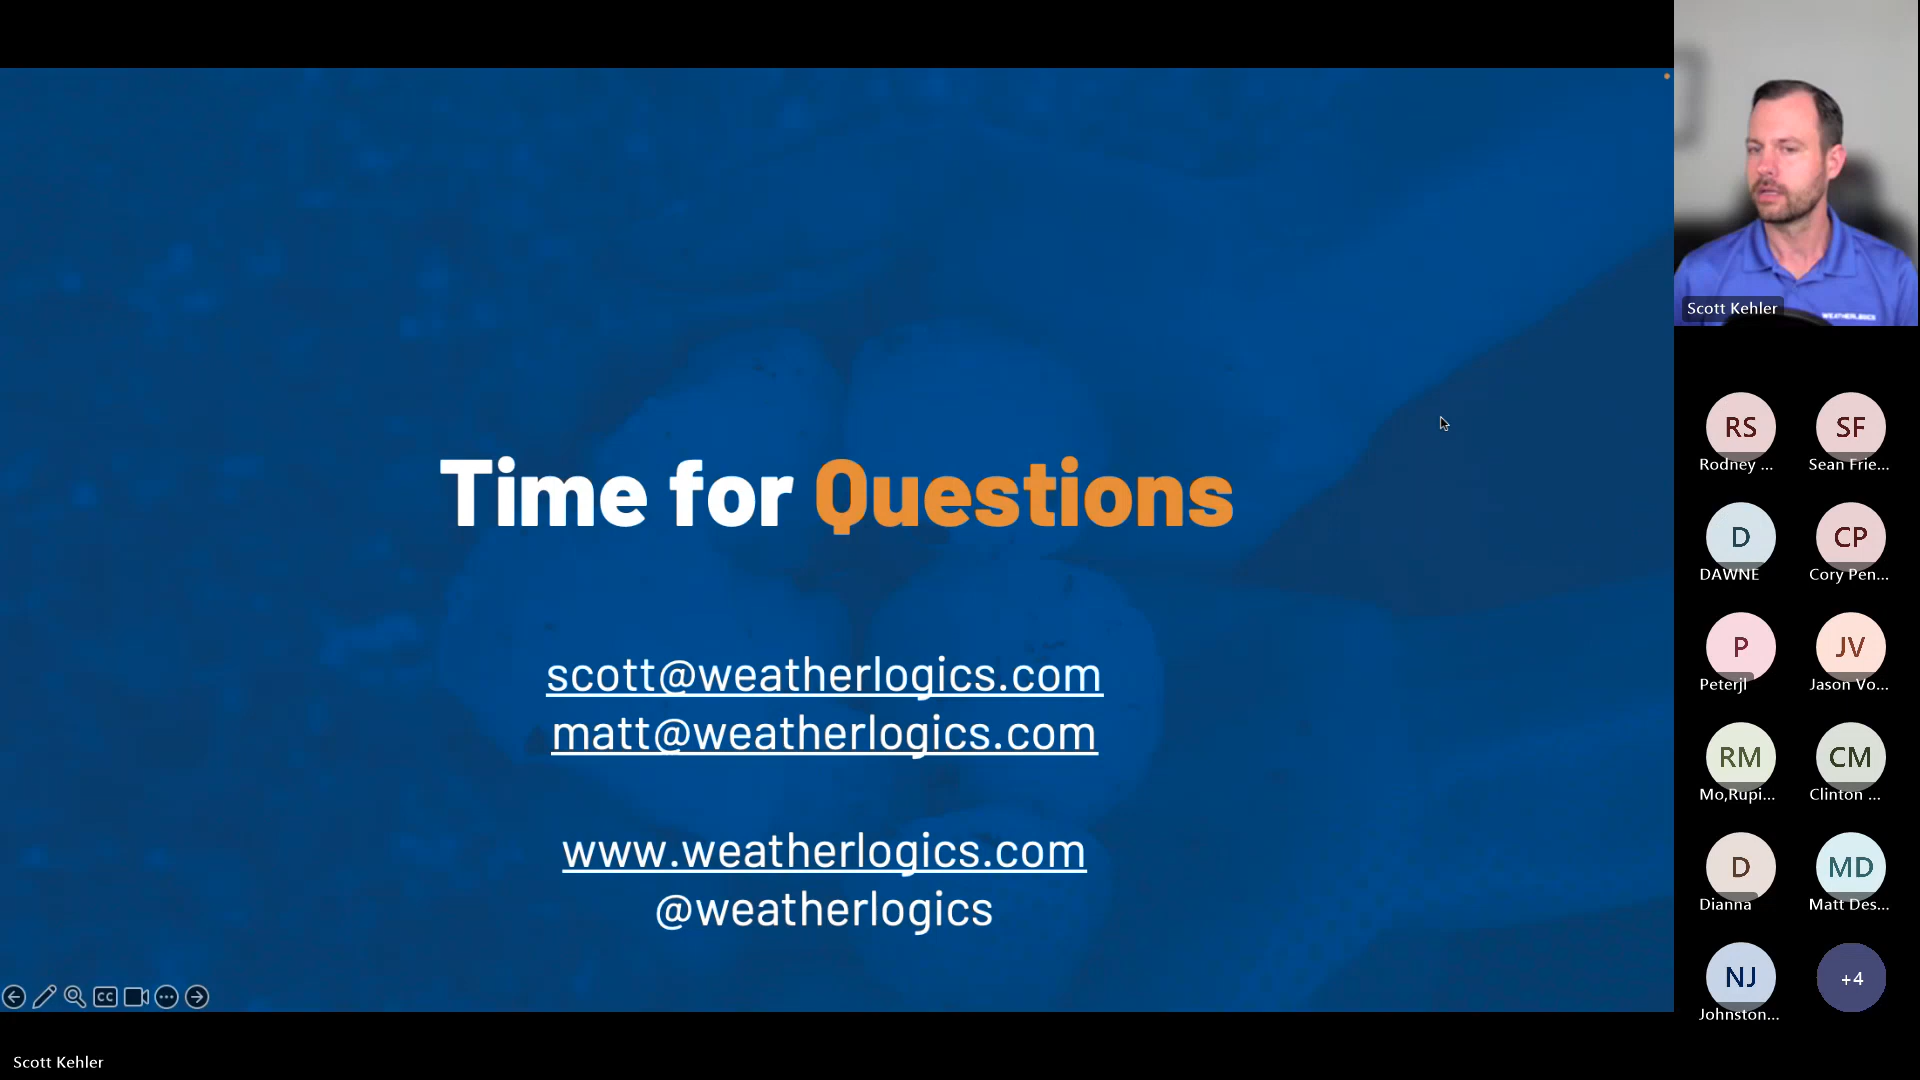 Time for Questions
scott@weatherlogics.com
matt@weatherlogics.com
www.weatherlogics.com
@weatherlogics
CC
Scott Kehler
WEATHERLOGICS
Scott Kehler
RS
Rodney ...
SF
Sean Frie...
D
DAWNE
CP
Cory Pen...
P
Peterjl
JV
Jason Vo...
RM
Mo,Rupi...
CM
Clinton ...
D
Dianna
MD
Matt Des...
NJ
Johnston...
+4